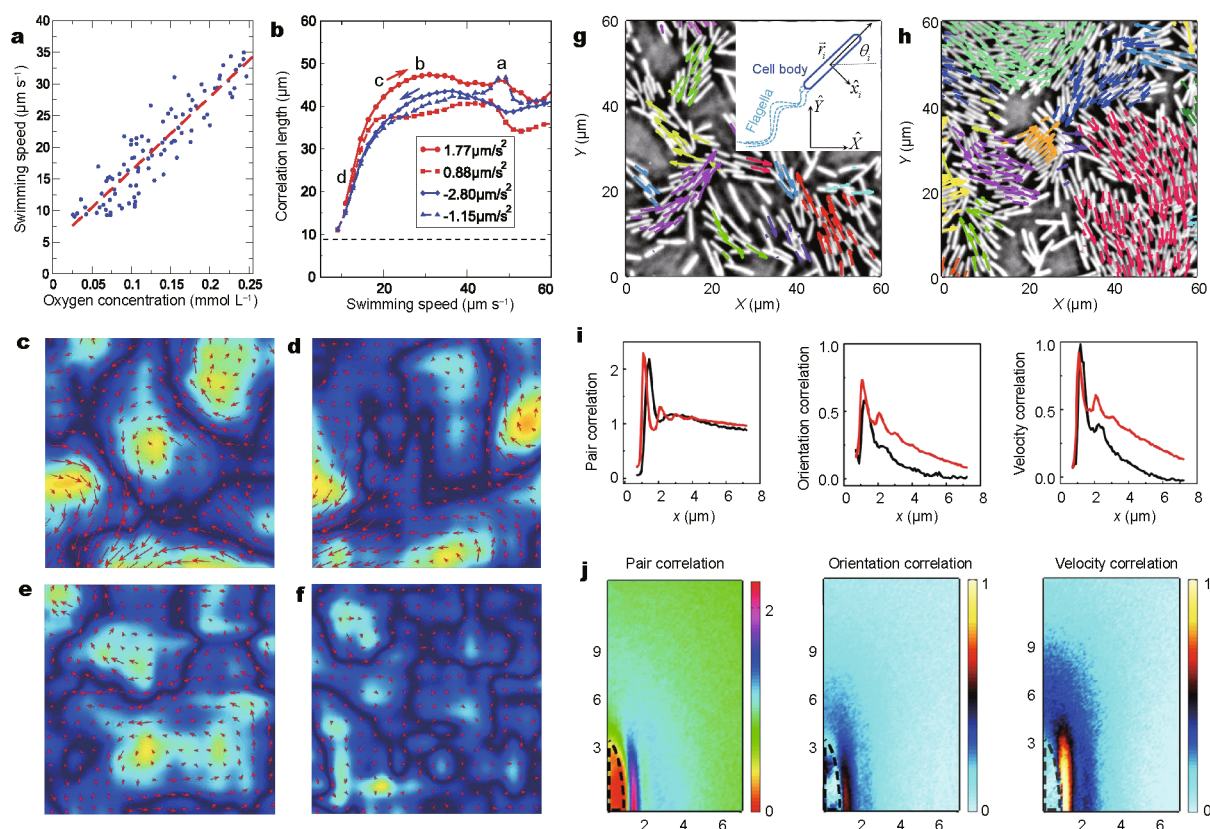 a
40
35
30
25
20
15
10
5
0
Swimming speed (μm s⁻¹)
0
0.05
0.1
0.15
0.2
0.25
Oxygen concentration (mmol L⁻¹)
b
60
50
40
30
20
10
0
Correlation length (μm)
a
b
c
d
1.77μm/s²
0.88μm/s²
-2.80μm/s²
-1.15μm/s²
0
20
40
60
Swimming speed (μm s⁻¹)
c
d
e
f
g
60
40
20
0
Y (μm)
0
20
40
60
X (μm)
Cell body
Flagella
r⃗ᵢ
θᵢ
x̂ᵢ
Ŷ
X̂
h
60
40
20
0
Y (μm)
0
20
40
60
X (μm)
i
2
1
0
Pair correlation
0 2 4 6 8
x (μm)
1.0
0.5
0.0
Orientation correlation
0 2 4 6 8
x (μm)
1.0
0.5
0.0
Velocity correlation
0 2 4 6 8
x (μm)
j
Pair correlation
9
6
3
2 4 6
2
1
0
Orientation correlation
9
6
3
2 4 6
1
0
Velocity correlation
9
6
3
2 4 6
1
0